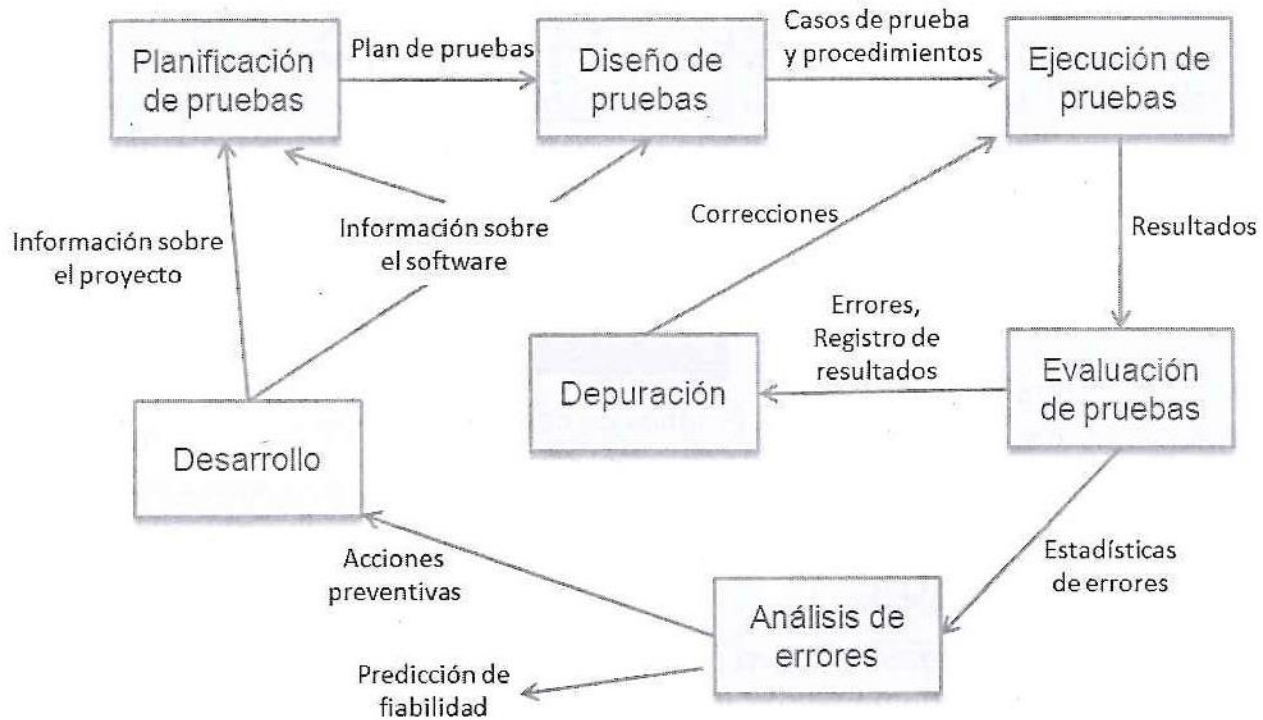 Planificación
de pruebas
Plan de pruebas
Diseño de
pruebas
Casos de prueba
y procedimientos
Ejecución de
pruebas
Información sobre
el proyecto
Información sobre
el software
Correcciones
Resultados
Errores,
Registro de
resultados
Depuración
Evaluación
de pruebas
Desarrollo
Acciones
preventivas
Estadísticas
de errores
Análisis de
errores
Predicción de
fiabilidad